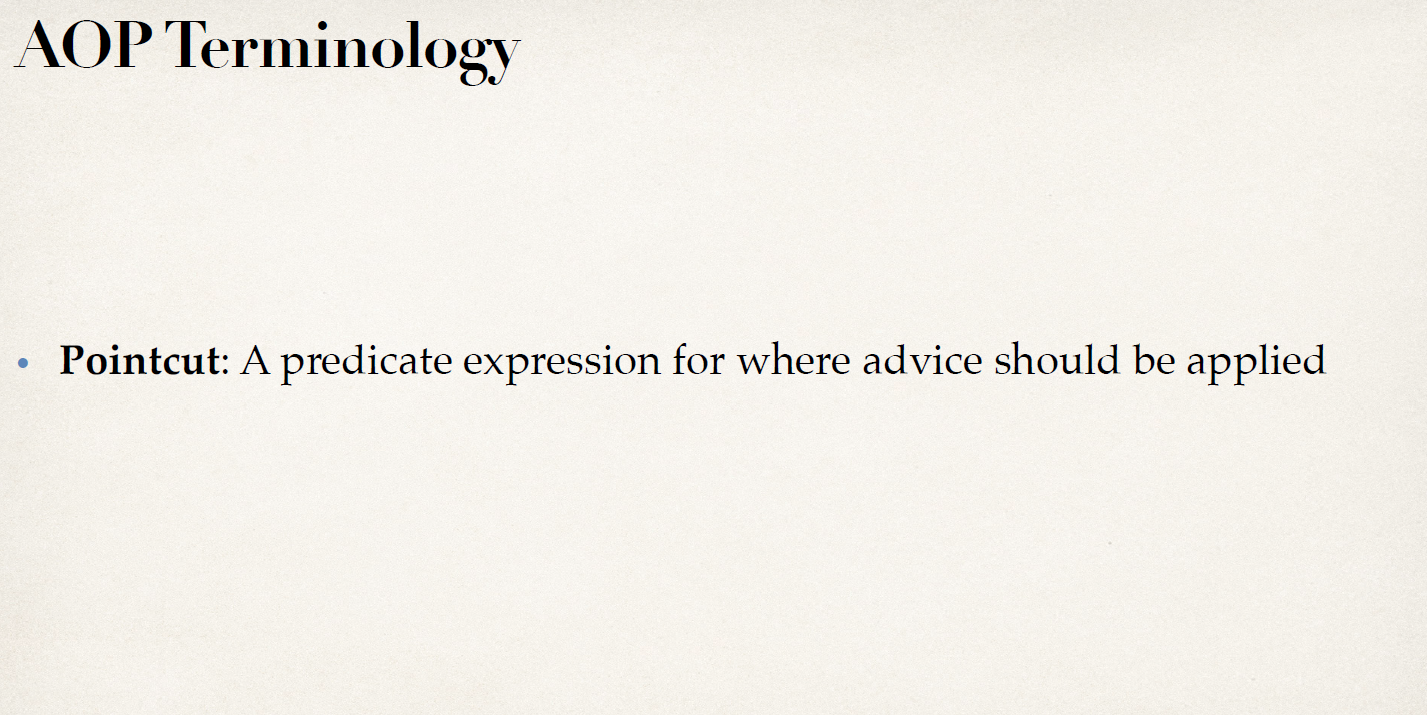 AOP Terminology
• Pointcut: A predicate expression for where advice should be applied